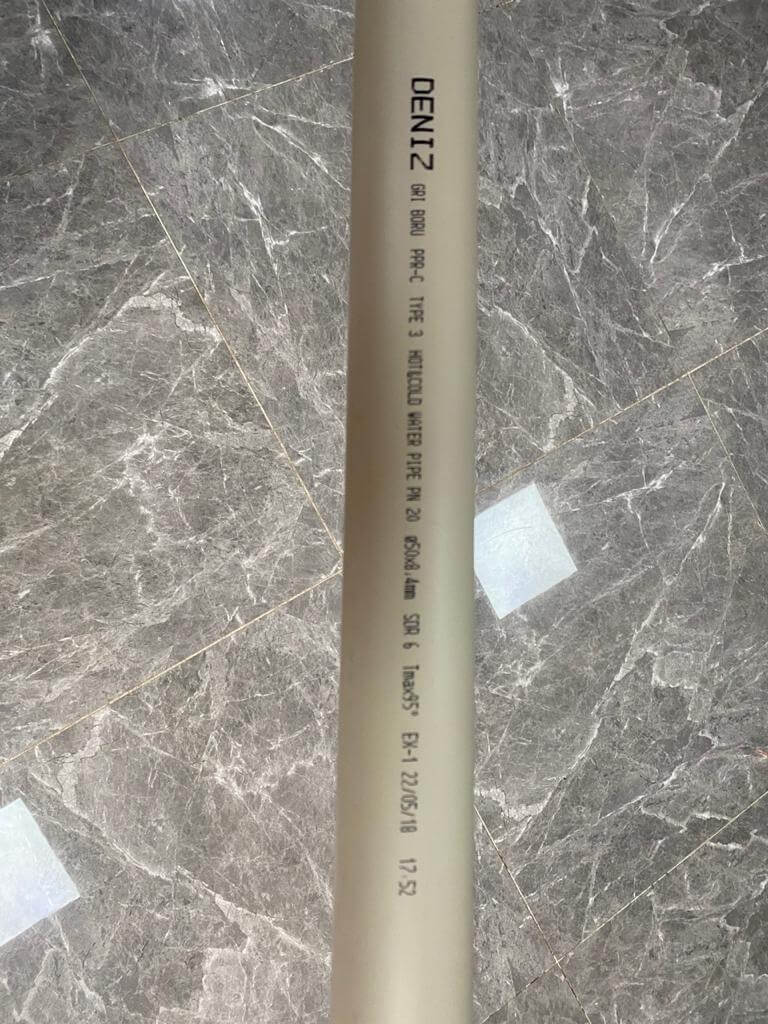 DENIZ GRI BORU PPR-C TYPE 3 HOT&COLD WATER PIPE PN 20 ø50x8.4mm SDR 6 Tmax95° EX-1 22/05/18 17:52